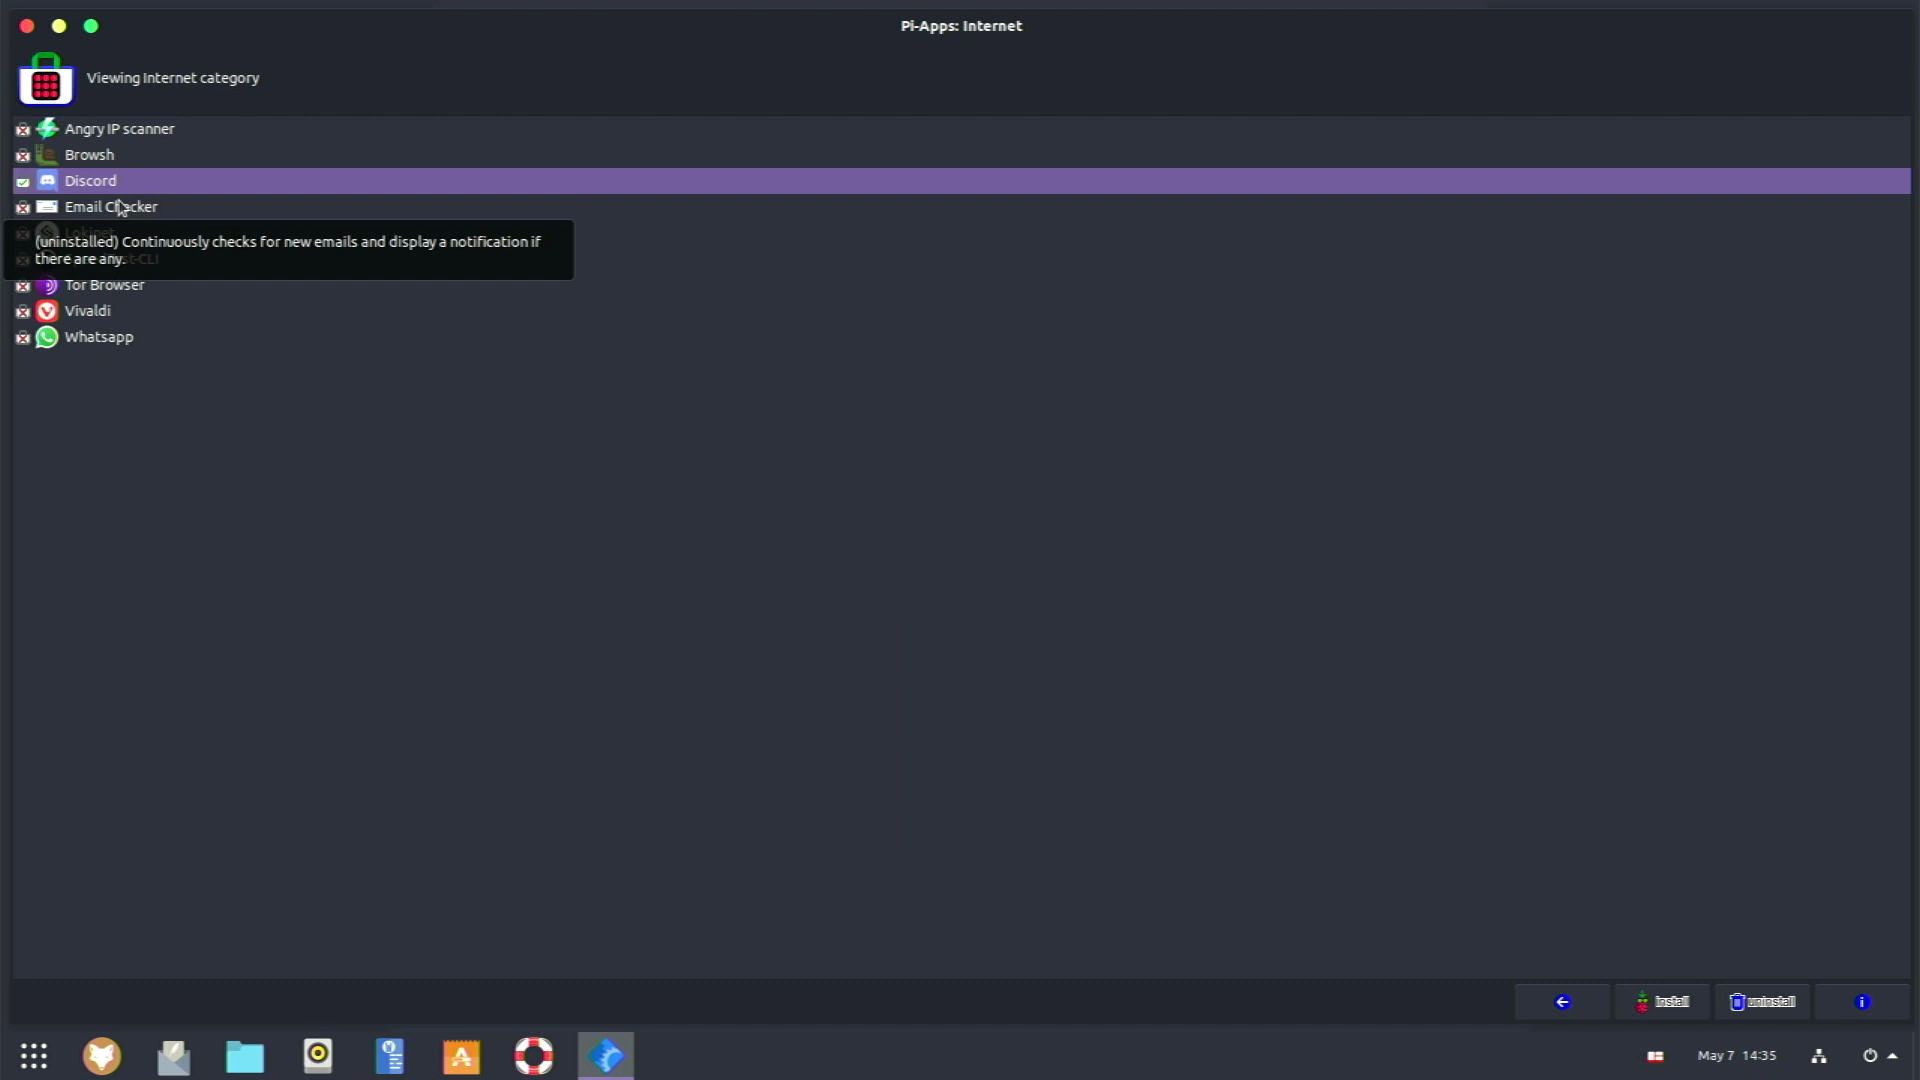 Pi-Apps: Internet
Viewing Internet category
Angry IP scanner
Browsh
Discord
Email Checker
(uninstalled) Continuously checks for new emails and display a notification if
there are any.
Tor Browser
Vivaldi
Whatsapp
install
uninstall
May 7 14:35